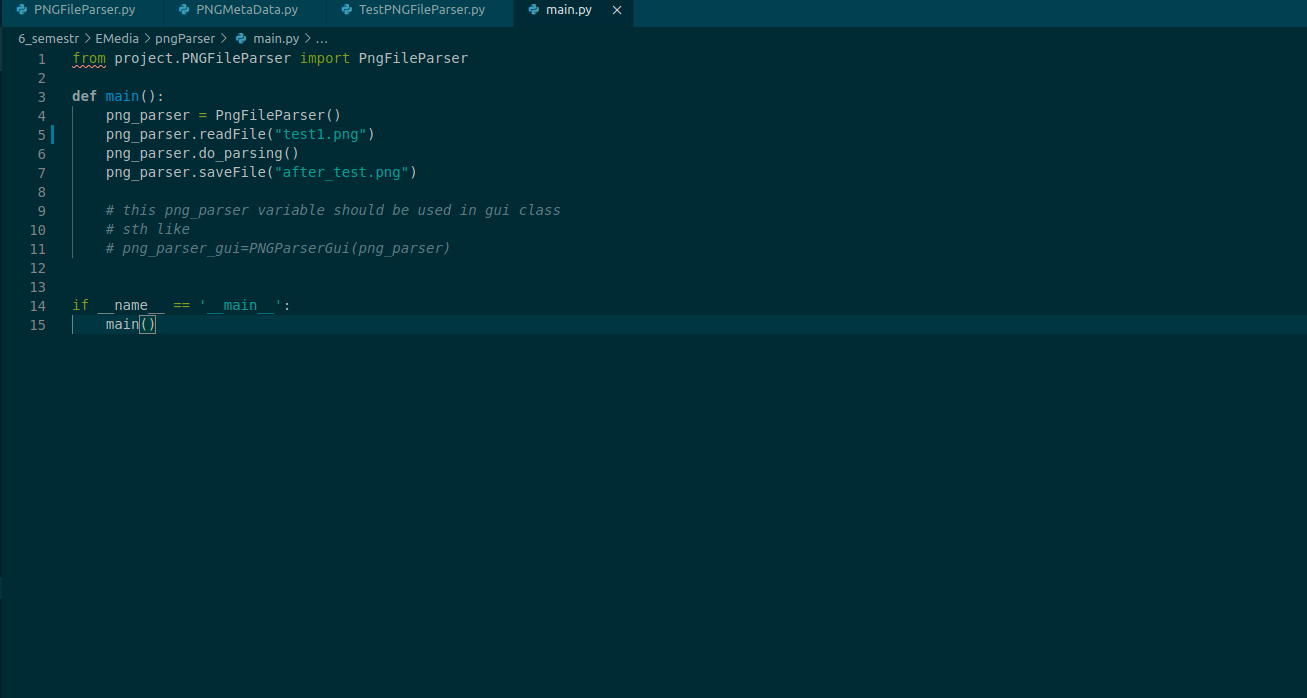 PNGFileParser.py PNGMetaData.py TestPNGFileParser.py main.py ×
6_semestr > EMedia > pngParser > main.py > ...
1 from project.PNGFileParser import PngFileParser
2
3 def main():
4     png_parser = PngFileParser()
5     png_parser.readFile("test1.png")
6     png_parser.do_parsing()
7     png_parser.saveFile("after_test.png")
8
9     # this png_parser variable should be used in gui class
10     # sth like
11     # png_parser_gui=PNGParserGui(png_parser)
12
13
14 if __name__ == '__main__':
15     main()